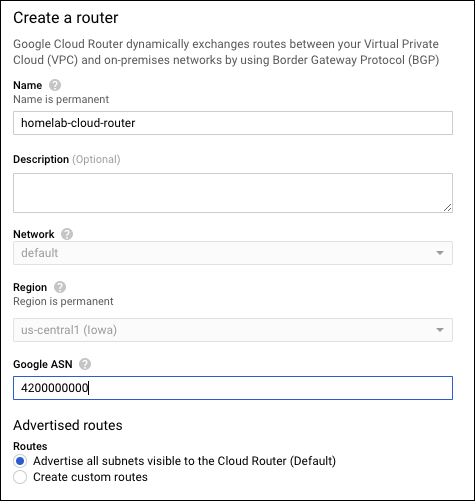 Create a router
Google Cloud Router dynamically exchanges routes between your Virtual Private
Cloud (VPC) and on-premises networks by using Border Gateway Protocol (BGP)
Name ?
Name is permanent
homelab-cloud-router
Description (Optional)
Network ?
default
Region ?
Region is permanent
us-central1 (Iowa)
Google ASN ?
4200000000
Advertised routes
Routes
Advertise all subnets visible to the Cloud Router (Default)
Create custom routes